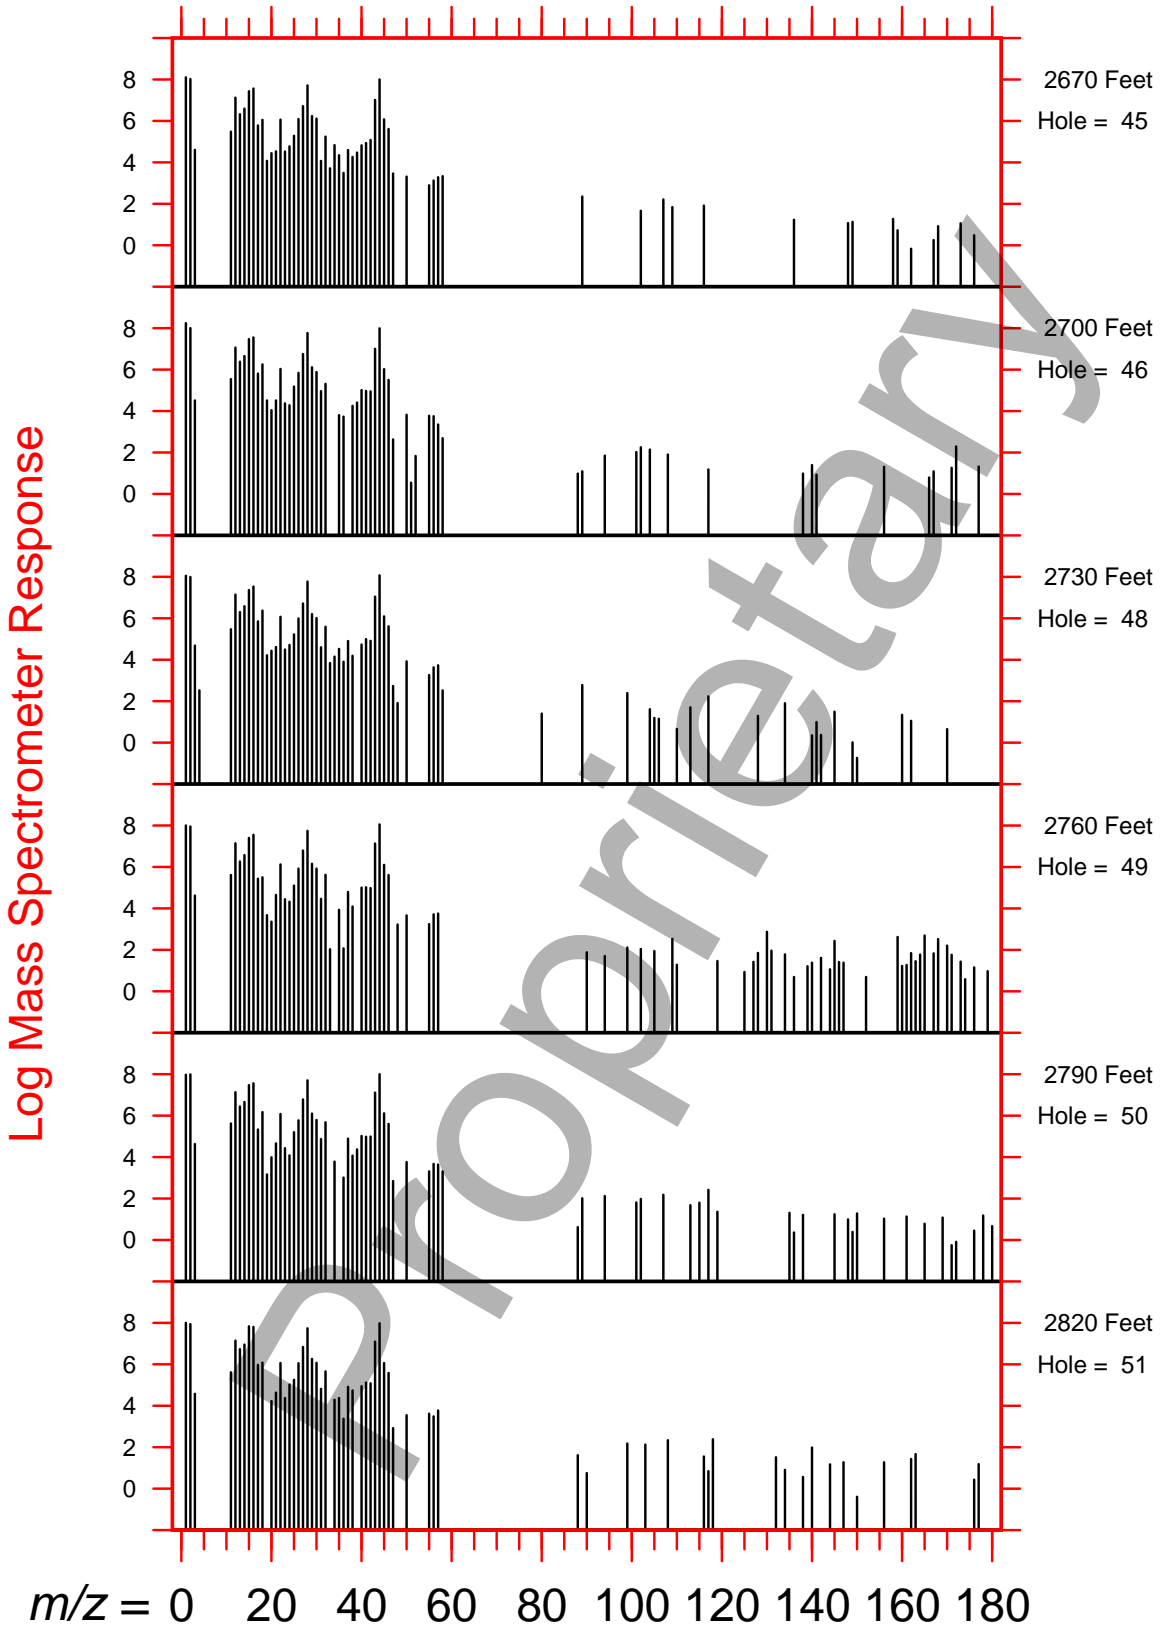 Log Mass Spectrometer Response
8
6
4
2
0
2670 Feet
Hole = 45
8
6
4
2
0
2700 Feet
Hole = 46
8
6
4
2
0
2730 Feet
Hole = 48
8
6
4
2
0
2760 Feet
Hole = 49
8
6
4
2
0
2790 Feet
Hole = 50
8
6
4
2
0
2820 Feet
Hole = 51
m/z = 0 20 40 60 80 100 120 140 160 180
Proprietary